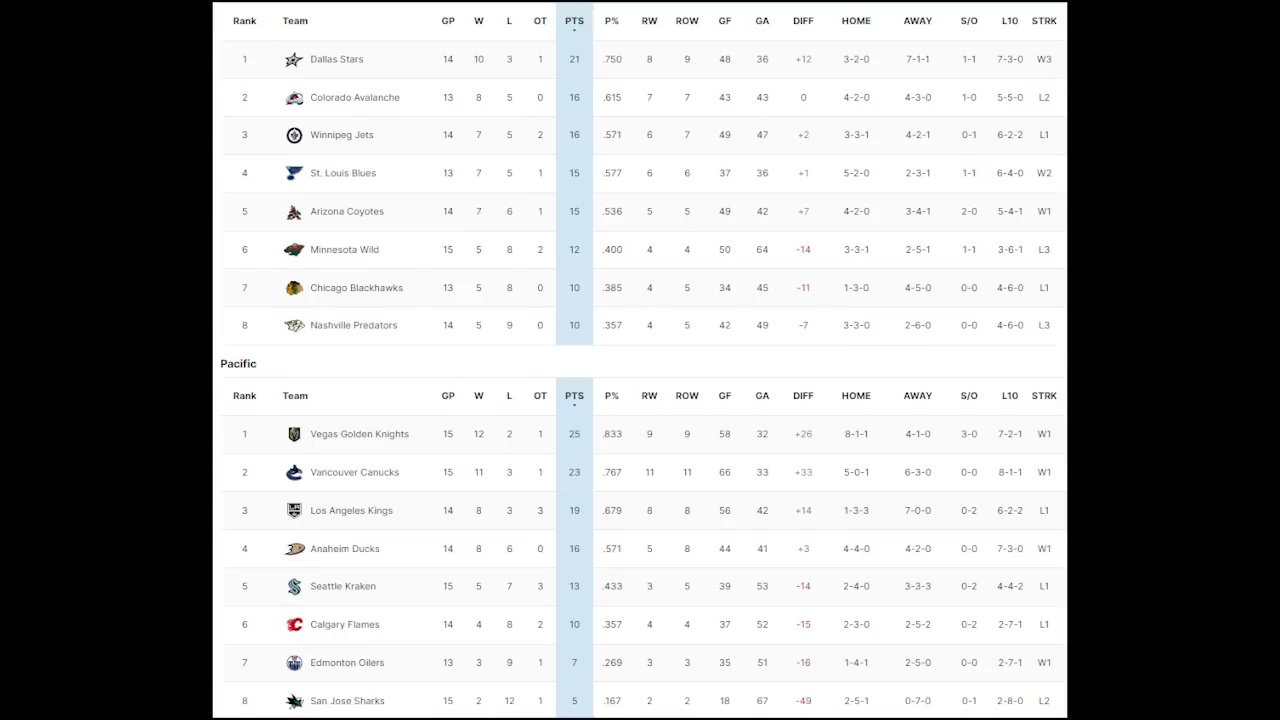 Rank Team GP W L OT PTS P% RW ROW GF GA DIFF HOME AWAY S/O L10 STRK
1 Dallas Stars 14 10 3 1 21 .750 8 9 48 36 +12 3-2-0 7-1-1 1-1 7-3-0 W3
2 Colorado Avalanche 13 8 5 0 16 .615 7 7 43 43 0 4-2-0 4-3-0 1-0 5-5-0 L2
3 Winnipeg Jets 14 7 5 2 16 .571 6 7 49 47 +2 3-3-1 4-2-1 0-1 6-2-2 L1
4 St. Louis Blues 13 7 5 1 15 .577 6 6 37 36 +1 5-2-0 2-3-1 1-1 6-4-0 W2
5 Arizona Coyotes 14 7 6 1 15 .536 5 5 49 42 +7 4-2-0 3-4-1 2-0 5-4-1 W1
6 Minnesota Wild 15 5 8 2 12 .400 4 4 50 64 -14 3-3-1 2-5-1 1-1 3-6-1 L3
7 Chicago Blackhawks 13 5 8 0 10 .385 4 5 34 45 -11 1-3-0 4-5-0 0-0 4-6-0 L1
8 Nashville Predators 14 5 9 0 10 .357 4 5 42 49 -7 3-3-0 2-6-0 0-0 4-6-0 L3
Pacific
Rank Team GP W L OT PTS P% RW ROW GF GA DIFF HOME AWAY S/O L10 STRK
1 Vegas Golden Knights 15 12 2 1 25 .833 9 9 58 32 +26 8-1-1 4-1-0 3-0 7-2-1 W1
2 Vancouver Canucks 15 11 3 1 23 .767 11 11 66 33 +33 5-0-1 6-3-0 0-0 8-1-1 W1
3 Los Angeles Kings 14 8 3 3 19 .679 8 8 56 42 +14 1-3-3 7-0-0 0-2 6-2-2 L1
4 Anaheim Ducks 14 8 6 0 16 .571 5 8 44 41 +3 4-4-0 4-2-0 0-0 7-3-0 W1
5 Seattle Kraken 15 5 7 3 13 .433 3 5 39 53 -14 2-4-0 3-3-3 0-2 4-4-2 L1
6 Calgary Flames 14 4 8 2 10 .357 4 4 37 52 -15 2-3-0 2-5-2 0-2 2-7-1 L1
7 Edmonton Oilers 13 3 9 1 7 .269 3 3 35 51 -16 1-4-1 2-5-0 0-0 2-7-1 W1
8 San Jose Sharks 15 2 12 1 5 .167 2 2 18 67 -49 2-5-1 0-7-0 0-1 2-8-0 L2